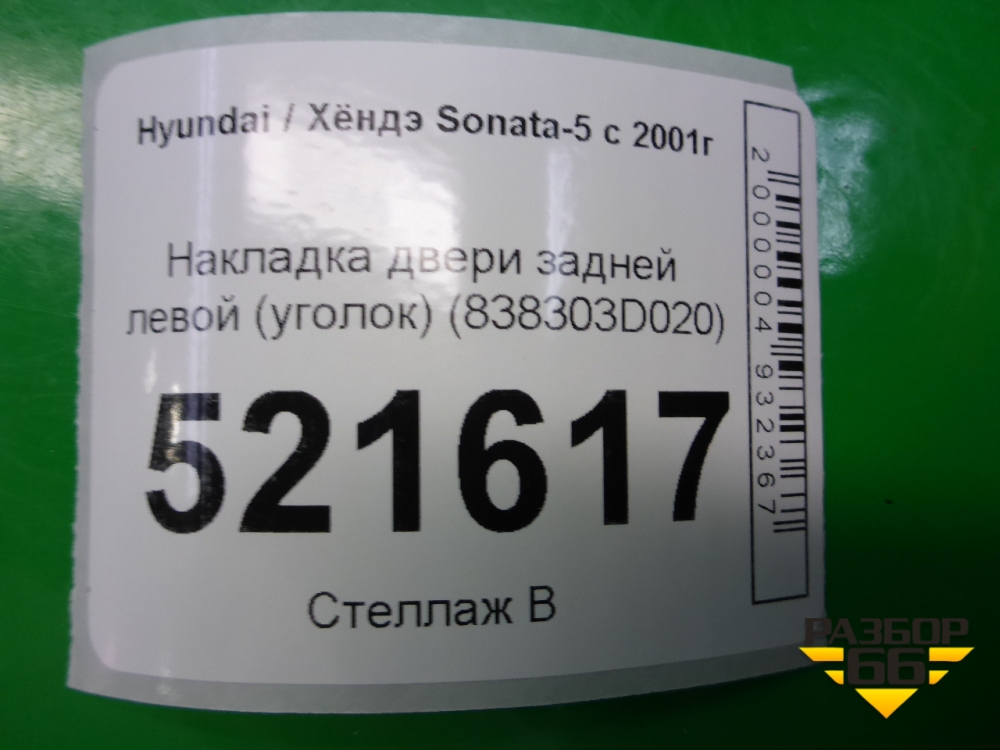 Hyundai / Хёндэ Sonata-5 с 2001г
Накладка двери задней
левой (уголок) (838303D020)
521617
Стеллаж В
2000004932367
РАЗБОР
66